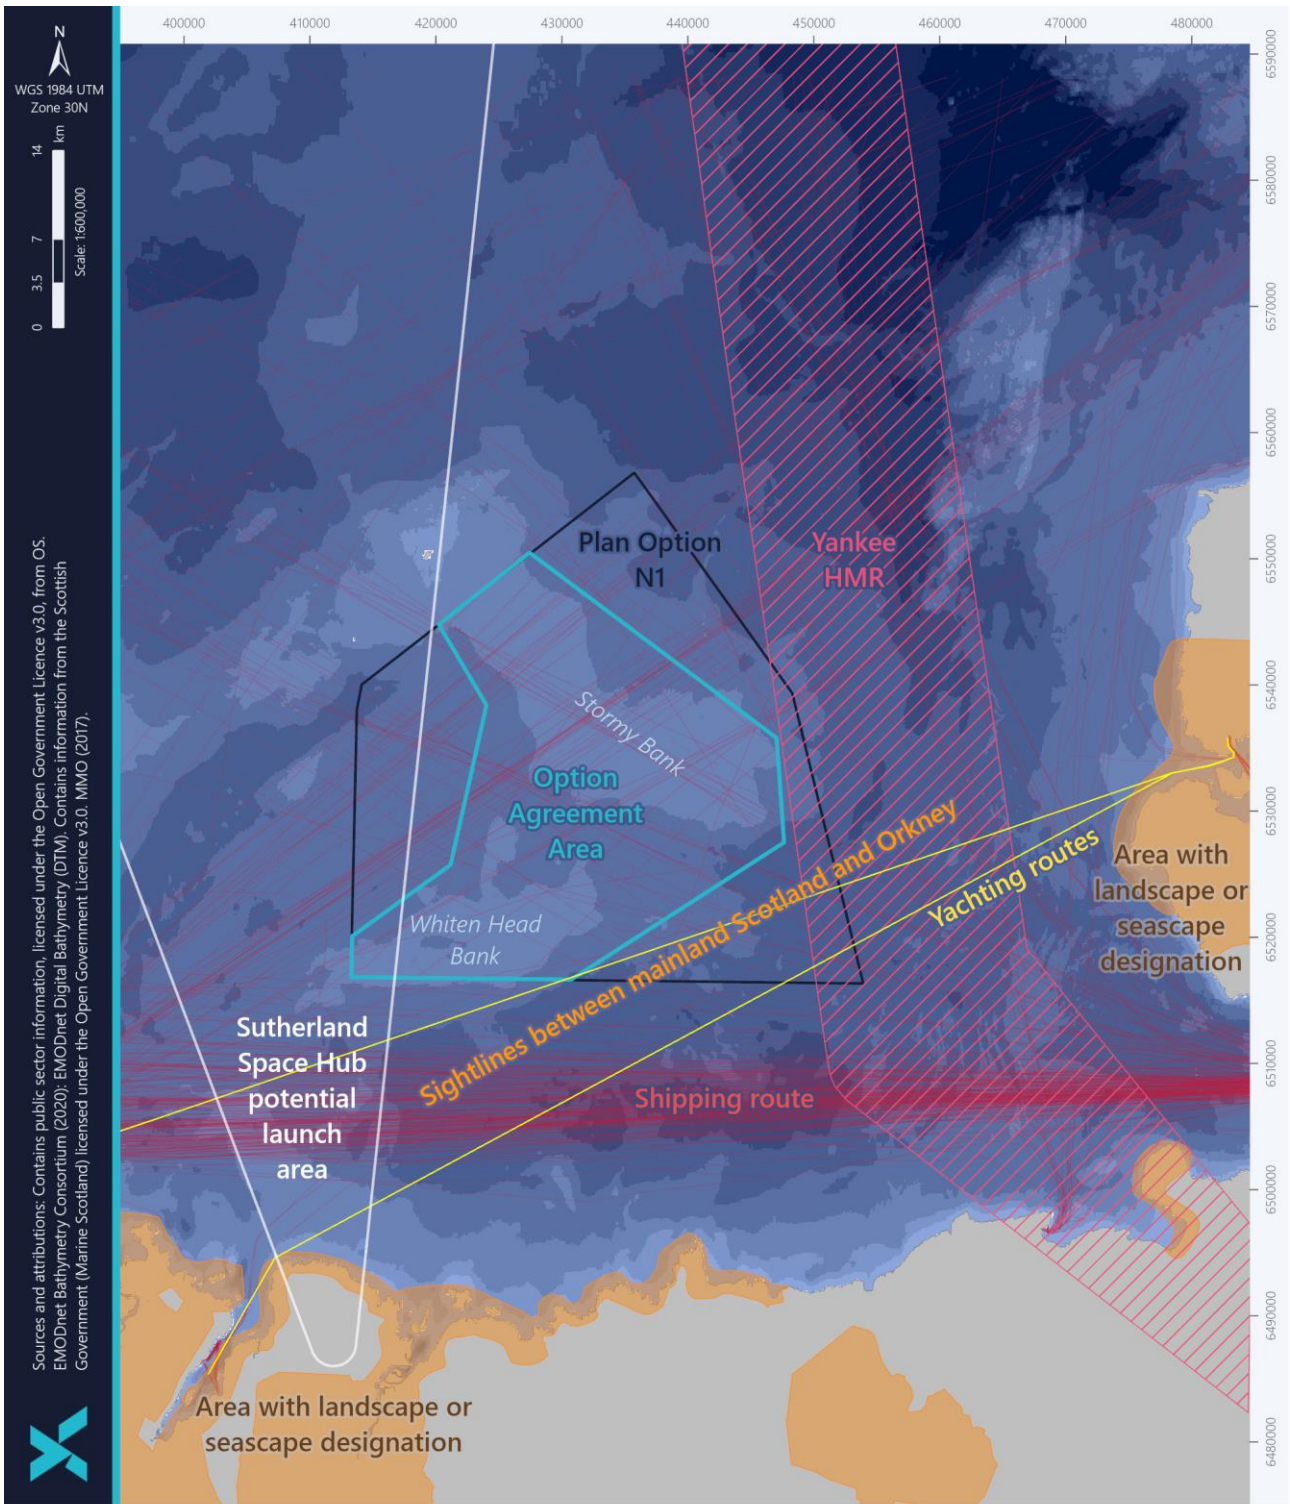 400000 410000 420000 430000 440000 450000 460000 470000 480000
N
WGS 1984 UTM
Zone 30N
0 3.5 7 14
km
Scale: 1:600,000
6590000
6580000
6570000
6560000
6550000
6540000
6530000
6520000
6510000
6500000
6490000
6480000
Plan Option
N1
Yankee
HMR
Stormy Bank
Option
Agreement
Area
Whiten Head
Bank
Sightlines between mainland Scotland and Orkney
Yachting routes
Area with
landscape or
seascape
designation
Sutherland
Space Hub
potential
launch
area
Shipping route
Area with landscape or
seascape designation
Sources and attributions: Contains public sector information, licensed under the Open Government Licence v3.0, from OS.
EMODnet Bathymetry Consortium (2020): EMODnet Digital Bathymetry (DTM). Contains information from the Scottish
Government (Marine Scotland) licensed under the Open Government Licence v3.0. MMO (2017).